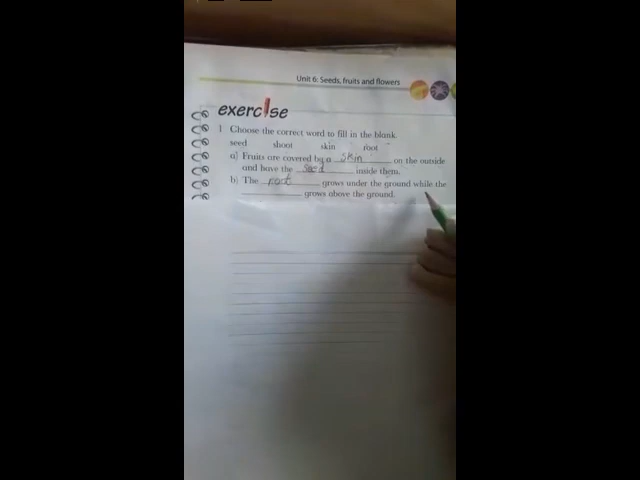 Unit 6: Seeds, fruits and flowers
exercise
1 Choose the correct word to fill in the blank.
seed shoot skin root
a) Fruits are covered by a skin on the outside
and have the seed inside them.
b) The root grows under the ground while the
____________ grows above the ground.